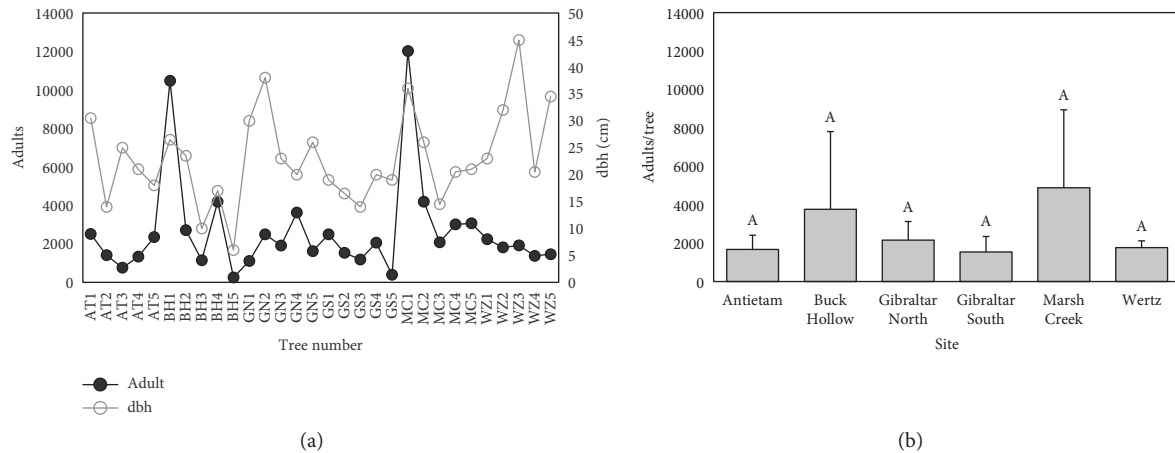 14000
12000
10000
8000
6000
4000
2000
0
Adults
50
45
40
35
30
25
20
15
10
5
0
dbh (cm)
AT1
AT2
AT3
AT4
AT5
BH1
BH2
BH3
BH4
BH5
GN1
GN2
GN3
GN4
GN5
GS1
GS2
GS3
GS4
GS5
MC1
MC2
MC3
MC4
MC5
WZ1
WZ2
WZ3
WZ4
WZ5
Tree number
Adult
dbh
(a)
14000
12000
10000
8000
6000
4000
2000
0
Adults/tree
A
A
A
A
A
A
Antietam
Buck
Hollow
Gibraltar
North
Gibraltar
South
Marsh
Creek
Wertz
Site
(b)